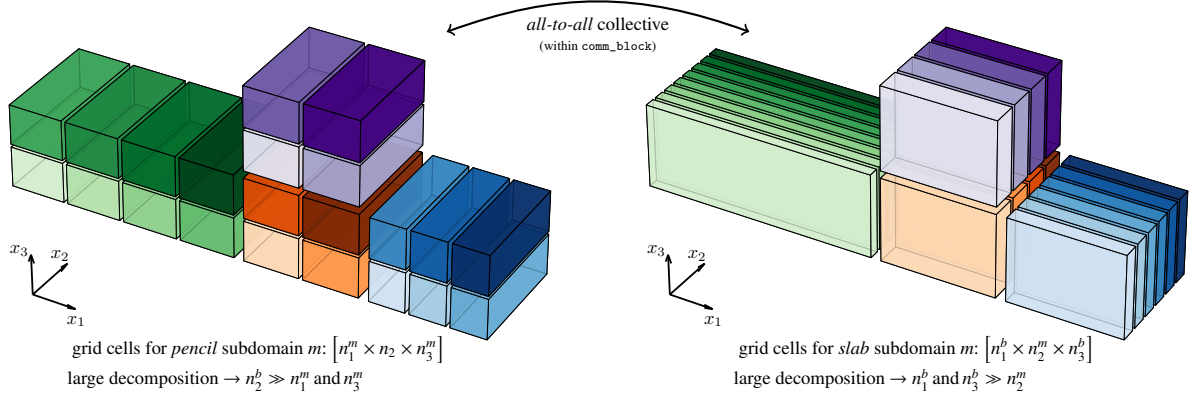 all-to-all collective
(within comm_block)
x₃
x₂
x₁
x₃
x₂
x₁
grid cells for pencil subdomain m: [n₁ᵐ × n₂ × n₃ᵐ]
large decomposition → n₂ᵇ ≫ n₁ᵐ and n₃ᵐ
grid cells for slab subdomain m: [n₁ᵇ × n₂ᵐ × n₃ᵇ]
large decomposition → n₁ᵇ and n₃ᵇ ≫ n₂ᵐ